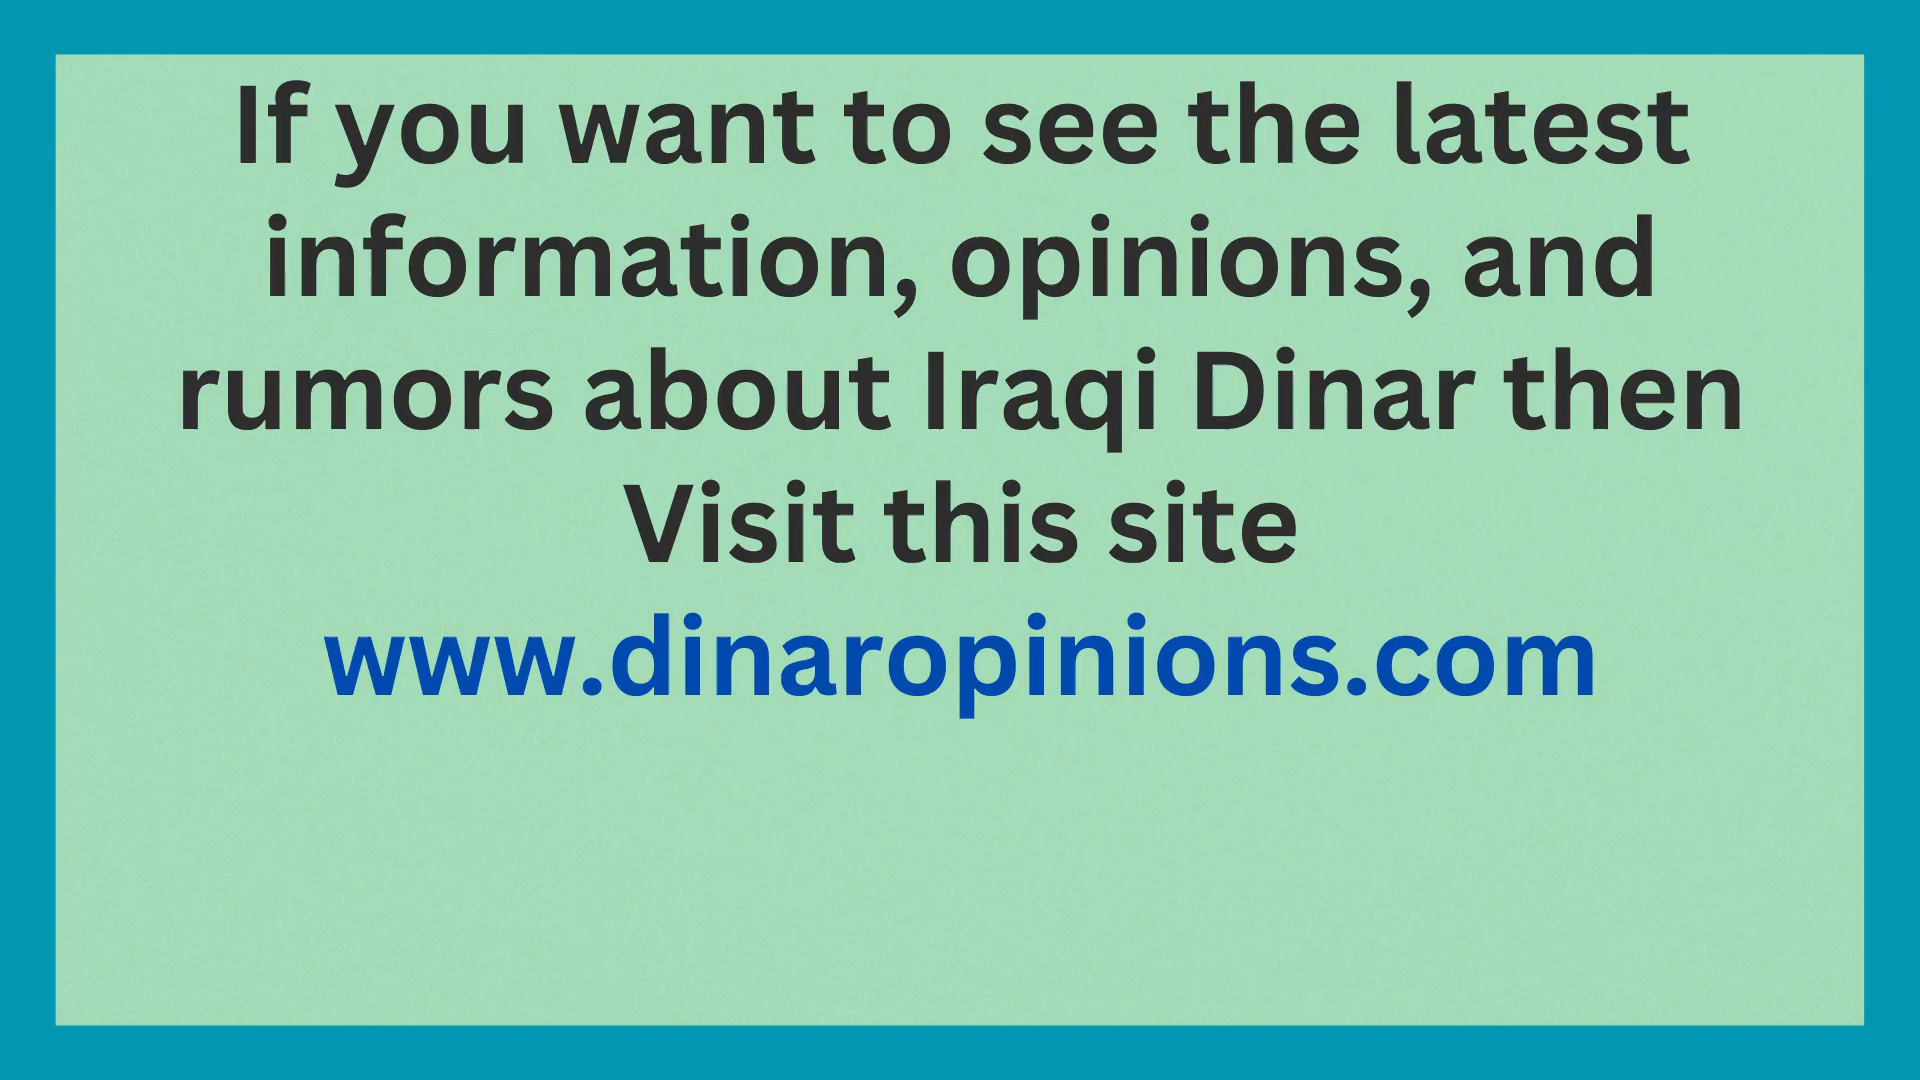 If you want to see the latest
information, opinions, and
rumors about Iraqi Dinar then
Visit this site
www.dinaropinions.com